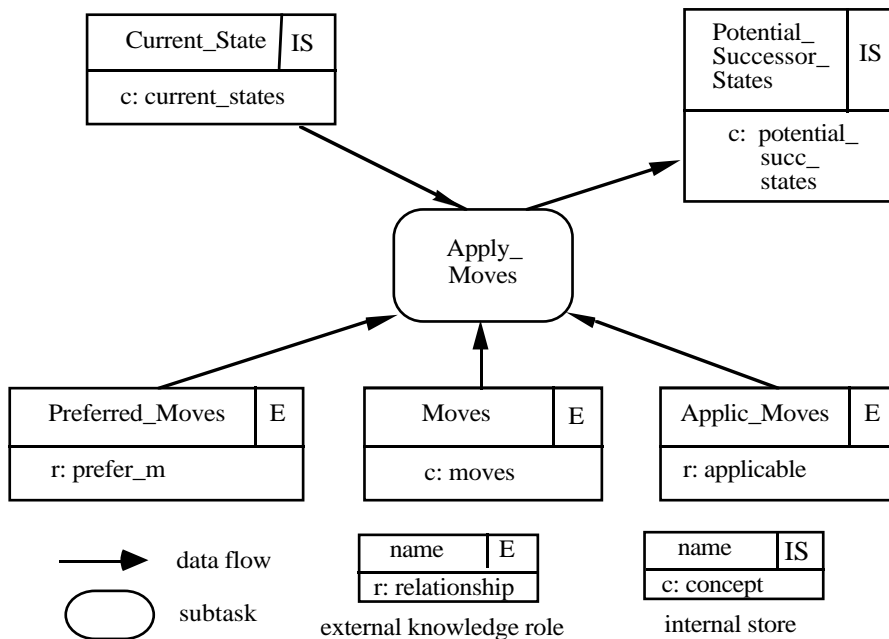 Current_State IS
c: current_states
Potential_
Successor_
States
IS
c: potential_
succ_
states
Apply_
Moves
Preferred_Moves E
r: prefer_m
Moves E
c: moves
Applic_Moves E
r: applicable
data flow
subtask
name E
r: relationship
external knowledge role
name IS
c: concept
internal store